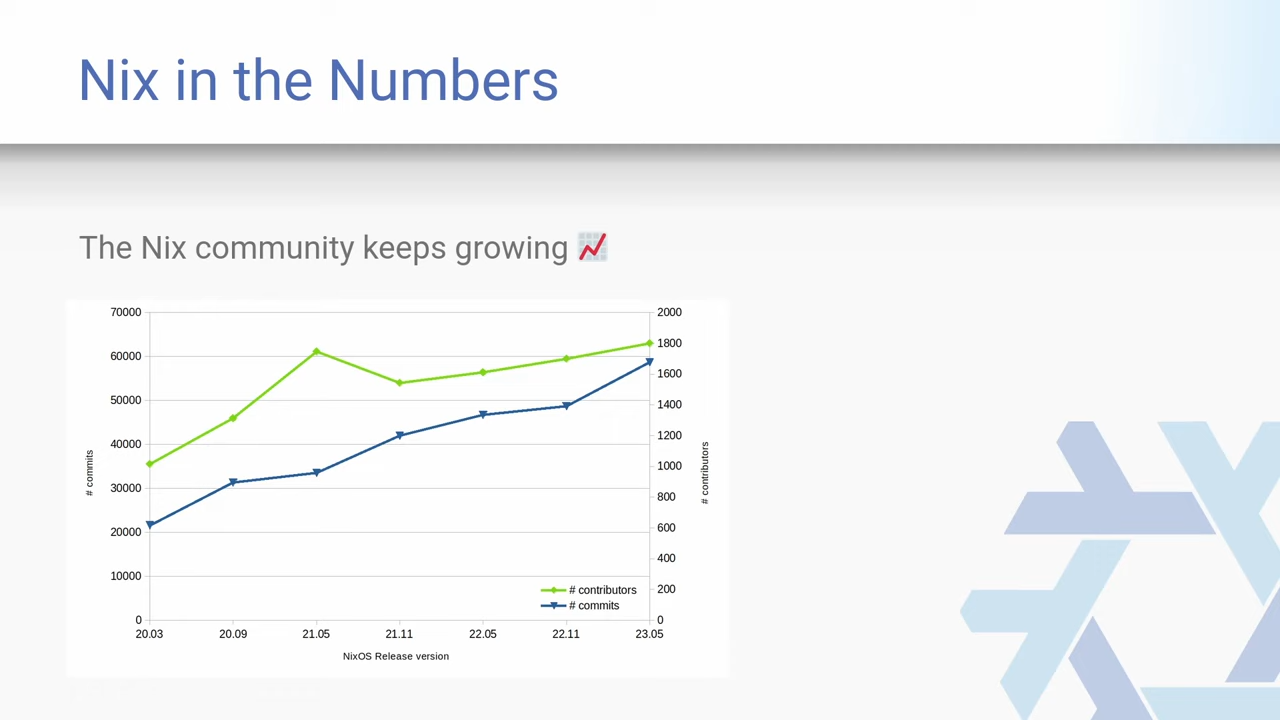 Nix in the Numbers
The Nix community keeps growing 📈
70000
60000
50000
40000
30000
20000
10000
0
# commits
2000
1800
1600
1400
1200
1000
800
600
400
200
0
# contributors
# contributors
# commits
20.03 20.09 21.05 21.11 22.05 22.11 23.05
NixOS Release version